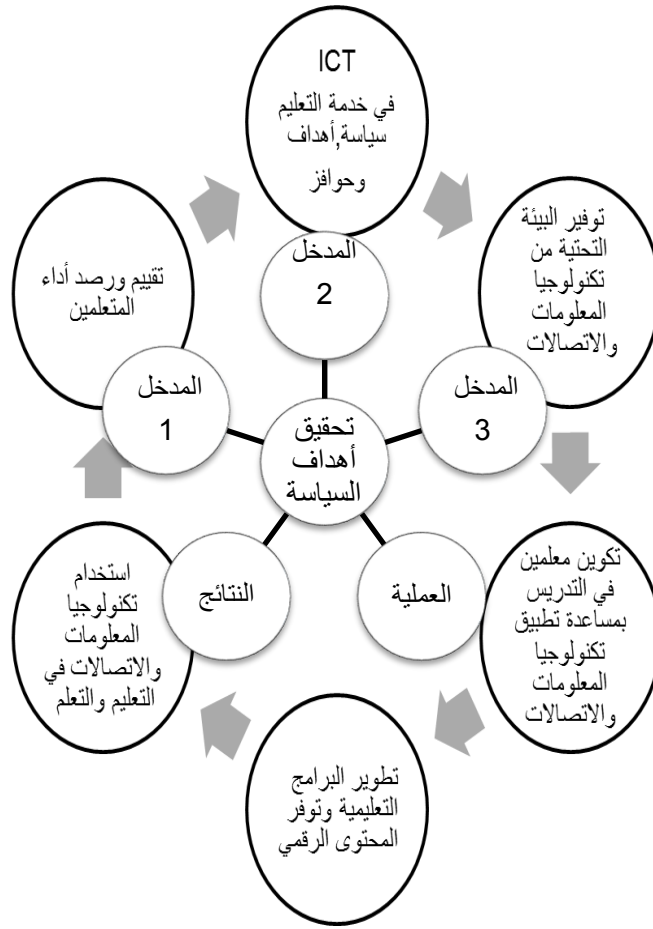 ICT
في خدمة التعليم
سياسة,أهداف
وحوافز
المدخل
2
توفير البيئة
التحتية من
تكنولوجيا
المعلومات
والاتصالات
المدخل
3
تكوين معلمين
في التدريس
بمساعدة تطبيق
تكنولوجيا
المعلومات
والاتصالات
العملية
تطوير البرامج
التعليمية وتوفر
المحتوى الرقمي
استخدام
تكنولوجيا
المعلومات
والاتصالات في
التعليم والتعلم
النتائج
تقييم ورصد أداء
المتعلمين
المدخل
1
تحقيق
أهداف
السياسة